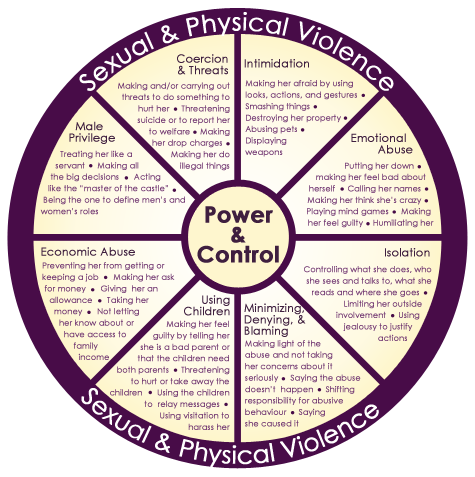 Sexual & Physical Violence
Coercion
& Threats
Making and/or carrying out
threats to do something to
hurt her • Threatening
suicide or to report her
to welfare • Making
her drop charges •
Making her do
illegal things
Intimidation
Making her afraid by using
looks, actions, and gestures •
Smashing things •
Destroying her property •
Abusing pets •
Displaying
weapons
Male
Privilege
Treating her like a
servant • Making all
the big decisions • Acting
like the "master of the castle" •
Being the one to define men's and
women's roles
Emotional
Abuse
Putting her down •
making her feel bad about
herself • Calling her names •
Making her think she's crazy •
Playing mind games • Making
her feel guilty • Humiliating her
Power
&
Control
Economic Abuse
Preventing her from getting or
keeping a job • Making her ask
for money • Giving her an
allowance • Taking her
money • Not letting
her know about or
have access to
family
income
Isolation
Controlling what she does, who
she sees and talks to, what she
reads and where she goes •
Limiting her outside
involvement • Using
jealousy to justify
actions
Using
Children
Making her feel
guilty by telling her
she is a bad parent or
that the children need
both parents • Threatening
to hurt or take away the
children • Using the children
to relay messages •
Using visitation to
harass her
Minimizing,
Denying, &
Blaming
Making light of the
abuse and not taking
her concerns about it
seriously • Saying the abuse
doesn't happen • Shifting
responsibility for abusive
behaviour • Saying
she caused it
Sexual & Physical Violence